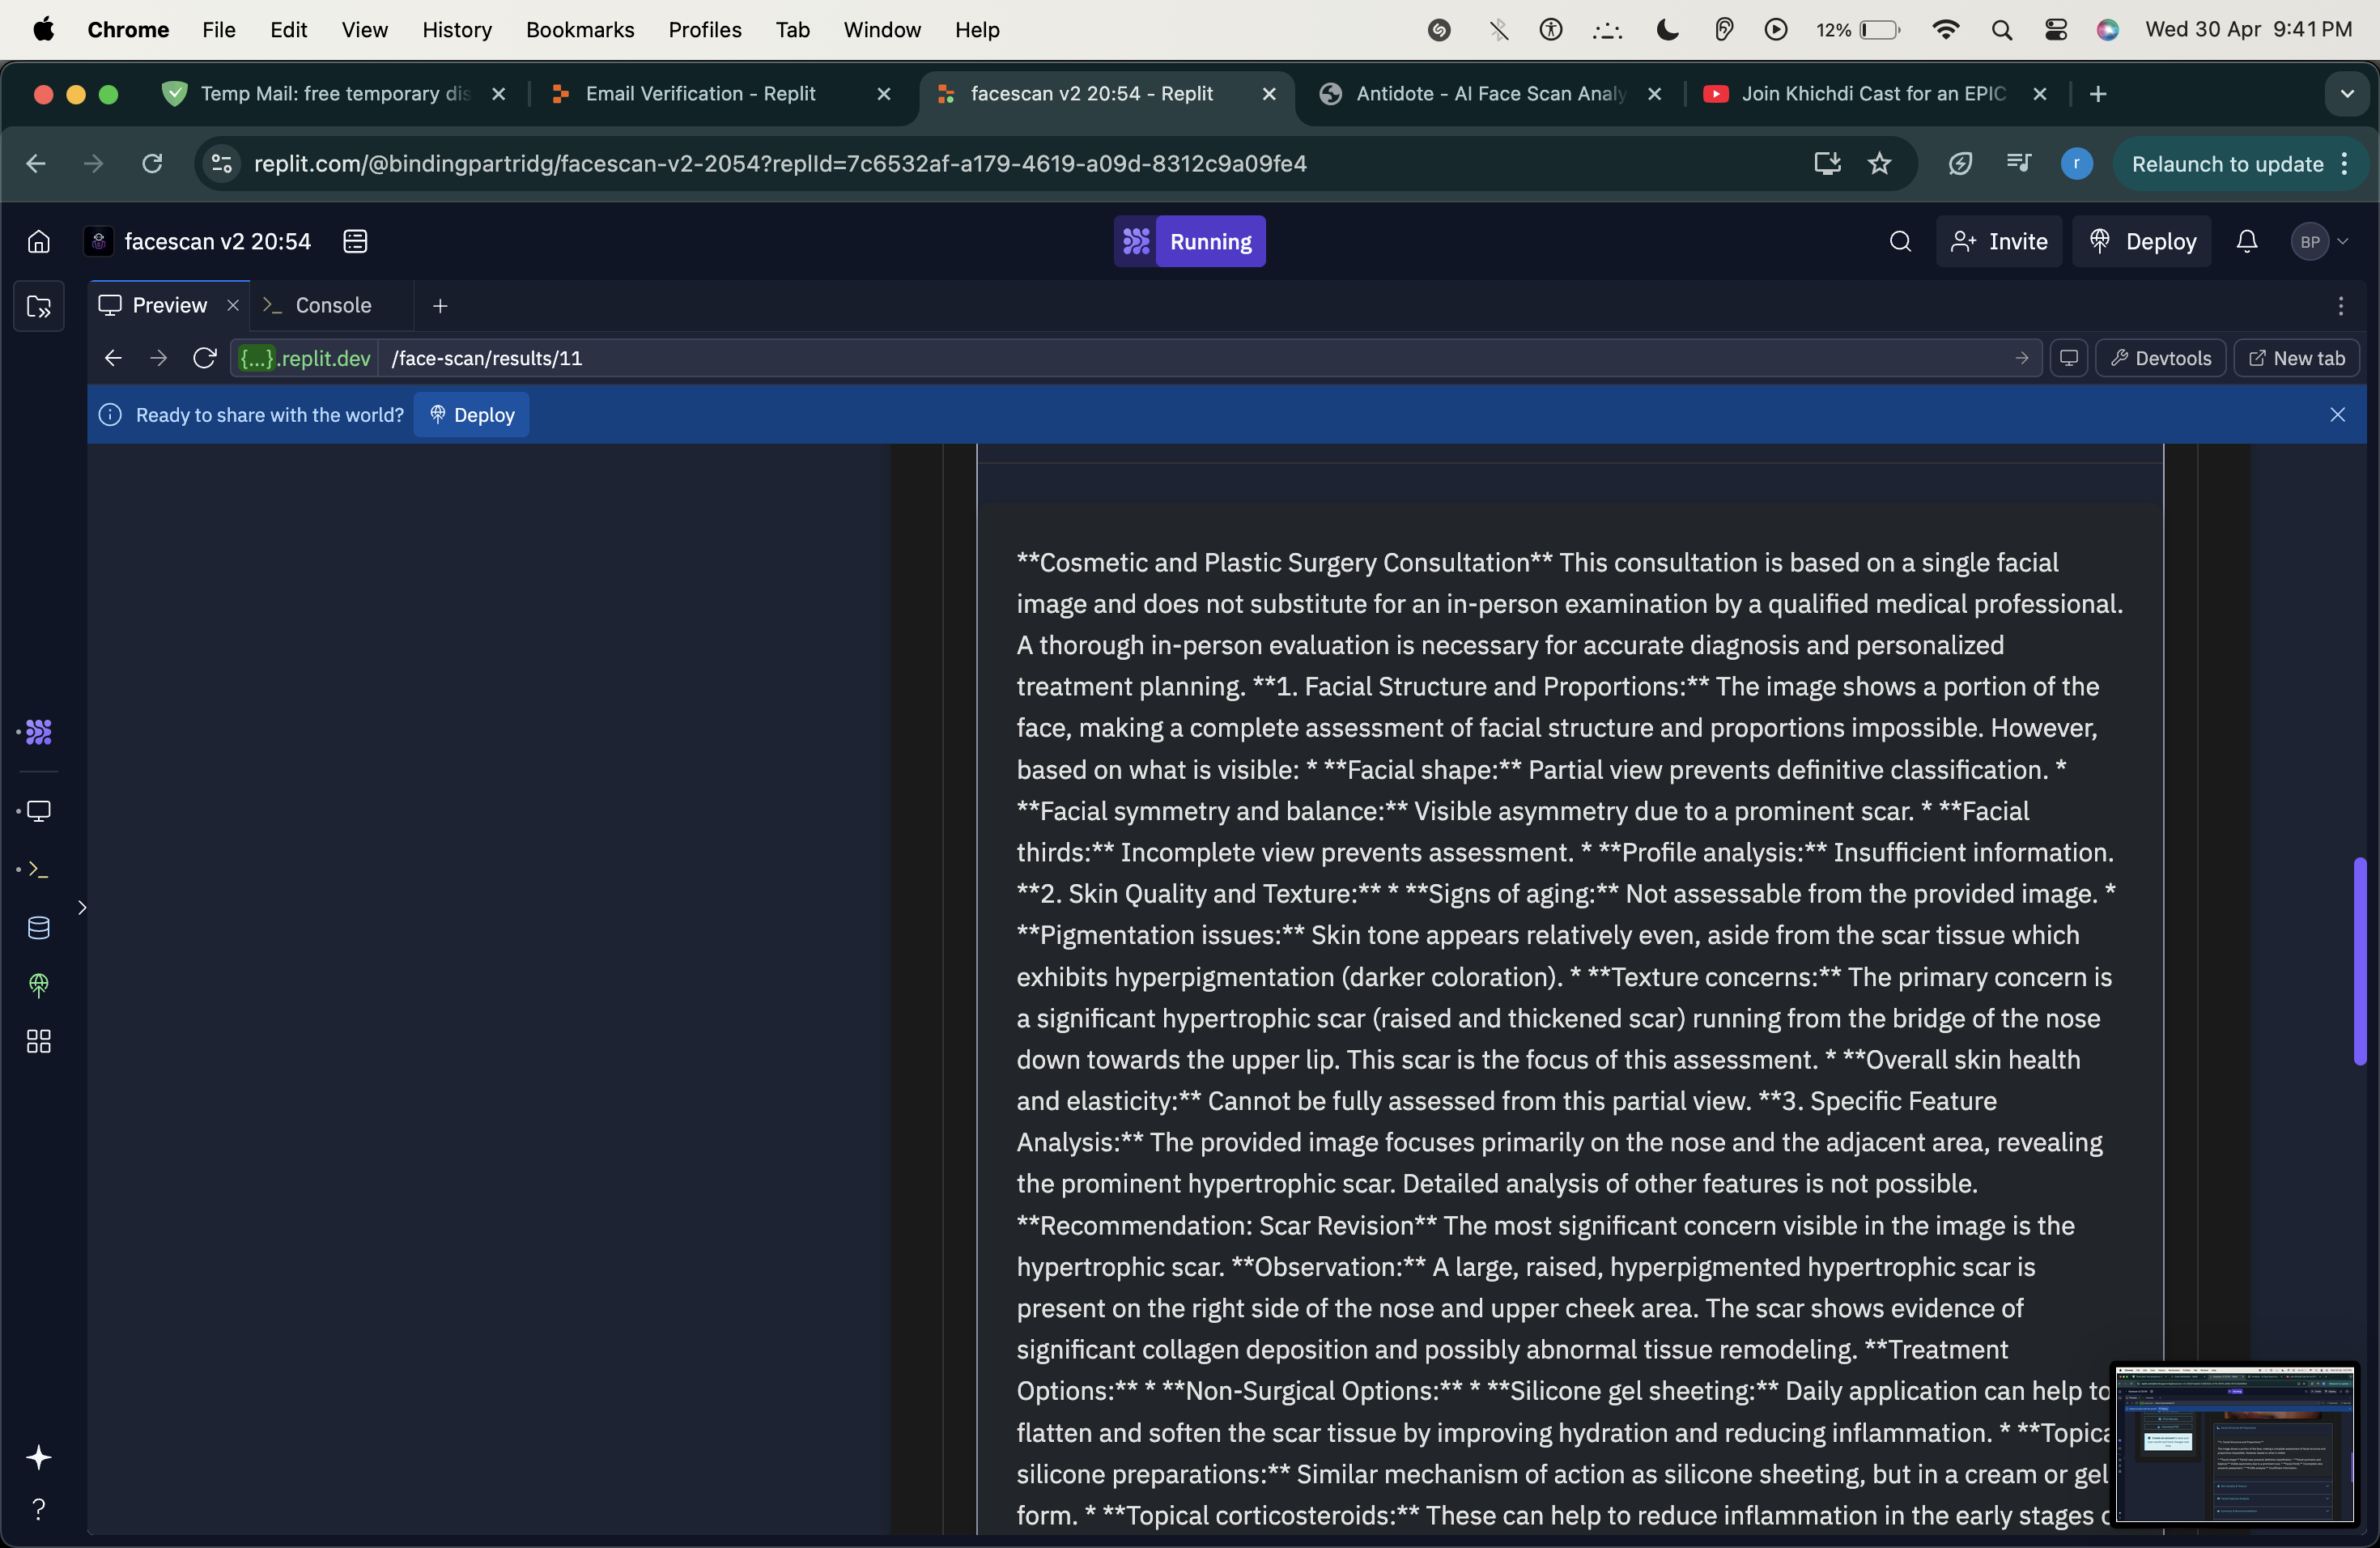 Chrome File Edit View History Bookmarks Profiles Tab Window Help 12% Wed 30 Apr 9:41 PM
Temp Mail: free temporary dis Email Verification - Replit facescan v2 20:54 - Replit Antidote - AI Face Scan Analy Join Khichdi Cast for an EPIC
replit.com/@bindingpartridg/facescan-v2-2054?replId=7c6532af-a179-4619-a09d-8312c9a09fe4 r Relaunch to update
facescan v2 20:54 Running Invite Deploy BP
Preview Console
{...}.replit.dev /face-scan/results/11 Devtools New tab
Ready to share with the world? Deploy
**Cosmetic and Plastic Surgery Consultation** This consultation is based on a single facial
image and does not substitute for an in-person examination by a qualified medical professional.
A thorough in-person evaluation is necessary for accurate diagnosis and personalized
treatment planning. **1. Facial Structure and Proportions:** The image shows a portion of the
face, making a complete assessment of facial structure and proportions impossible. However,
based on what is visible: * **Facial shape:** Partial view prevents definitive classification. *
**Facial symmetry and balance:** Visible asymmetry due to a prominent scar. * **Facial
thirds:** Incomplete view prevents assessment. * **Profile analysis:** Insufficient information.
**2. Skin Quality and Texture:** * **Signs of aging:** Not assessable from the provided image. *
**Pigmentation issues:** Skin tone appears relatively even, aside from the scar tissue which
exhibits hyperpigmentation (darker coloration). * **Texture concerns:** The primary concern is
a significant hypertrophic scar (raised and thickened scar) running from the bridge of the nose
down towards the upper lip. This scar is the focus of this assessment. * **Overall skin health
and elasticity:** Cannot be fully assessed from this partial view. **3. Specific Feature
Analysis:** The provided image focuses primarily on the nose and the adjacent area, revealing
the prominent hypertrophic scar. Detailed analysis of other features is not possible.
**Recommendation: Scar Revision** The most significant concern visible in the image is the
hypertrophic scar. **Observation:** A large, raised, hyperpigmented hypertrophic scar is
present on the right side of the nose and upper cheek area. The scar shows evidence of
significant collagen deposition and possibly abnormal tissue remodeling. **Treatment
Options:** * **Non-Surgical Options:** * **Silicone gel sheeting:** Daily application can help to
flatten and soften the scar tissue by improving hydration and reducing inflammation. * **Topica
silicone preparations:** Similar mechanism of action as silicone sheeting, but in a cream or gel
form. * **Topical corticosteroids:** These can help to reduce inflammation in the early stages